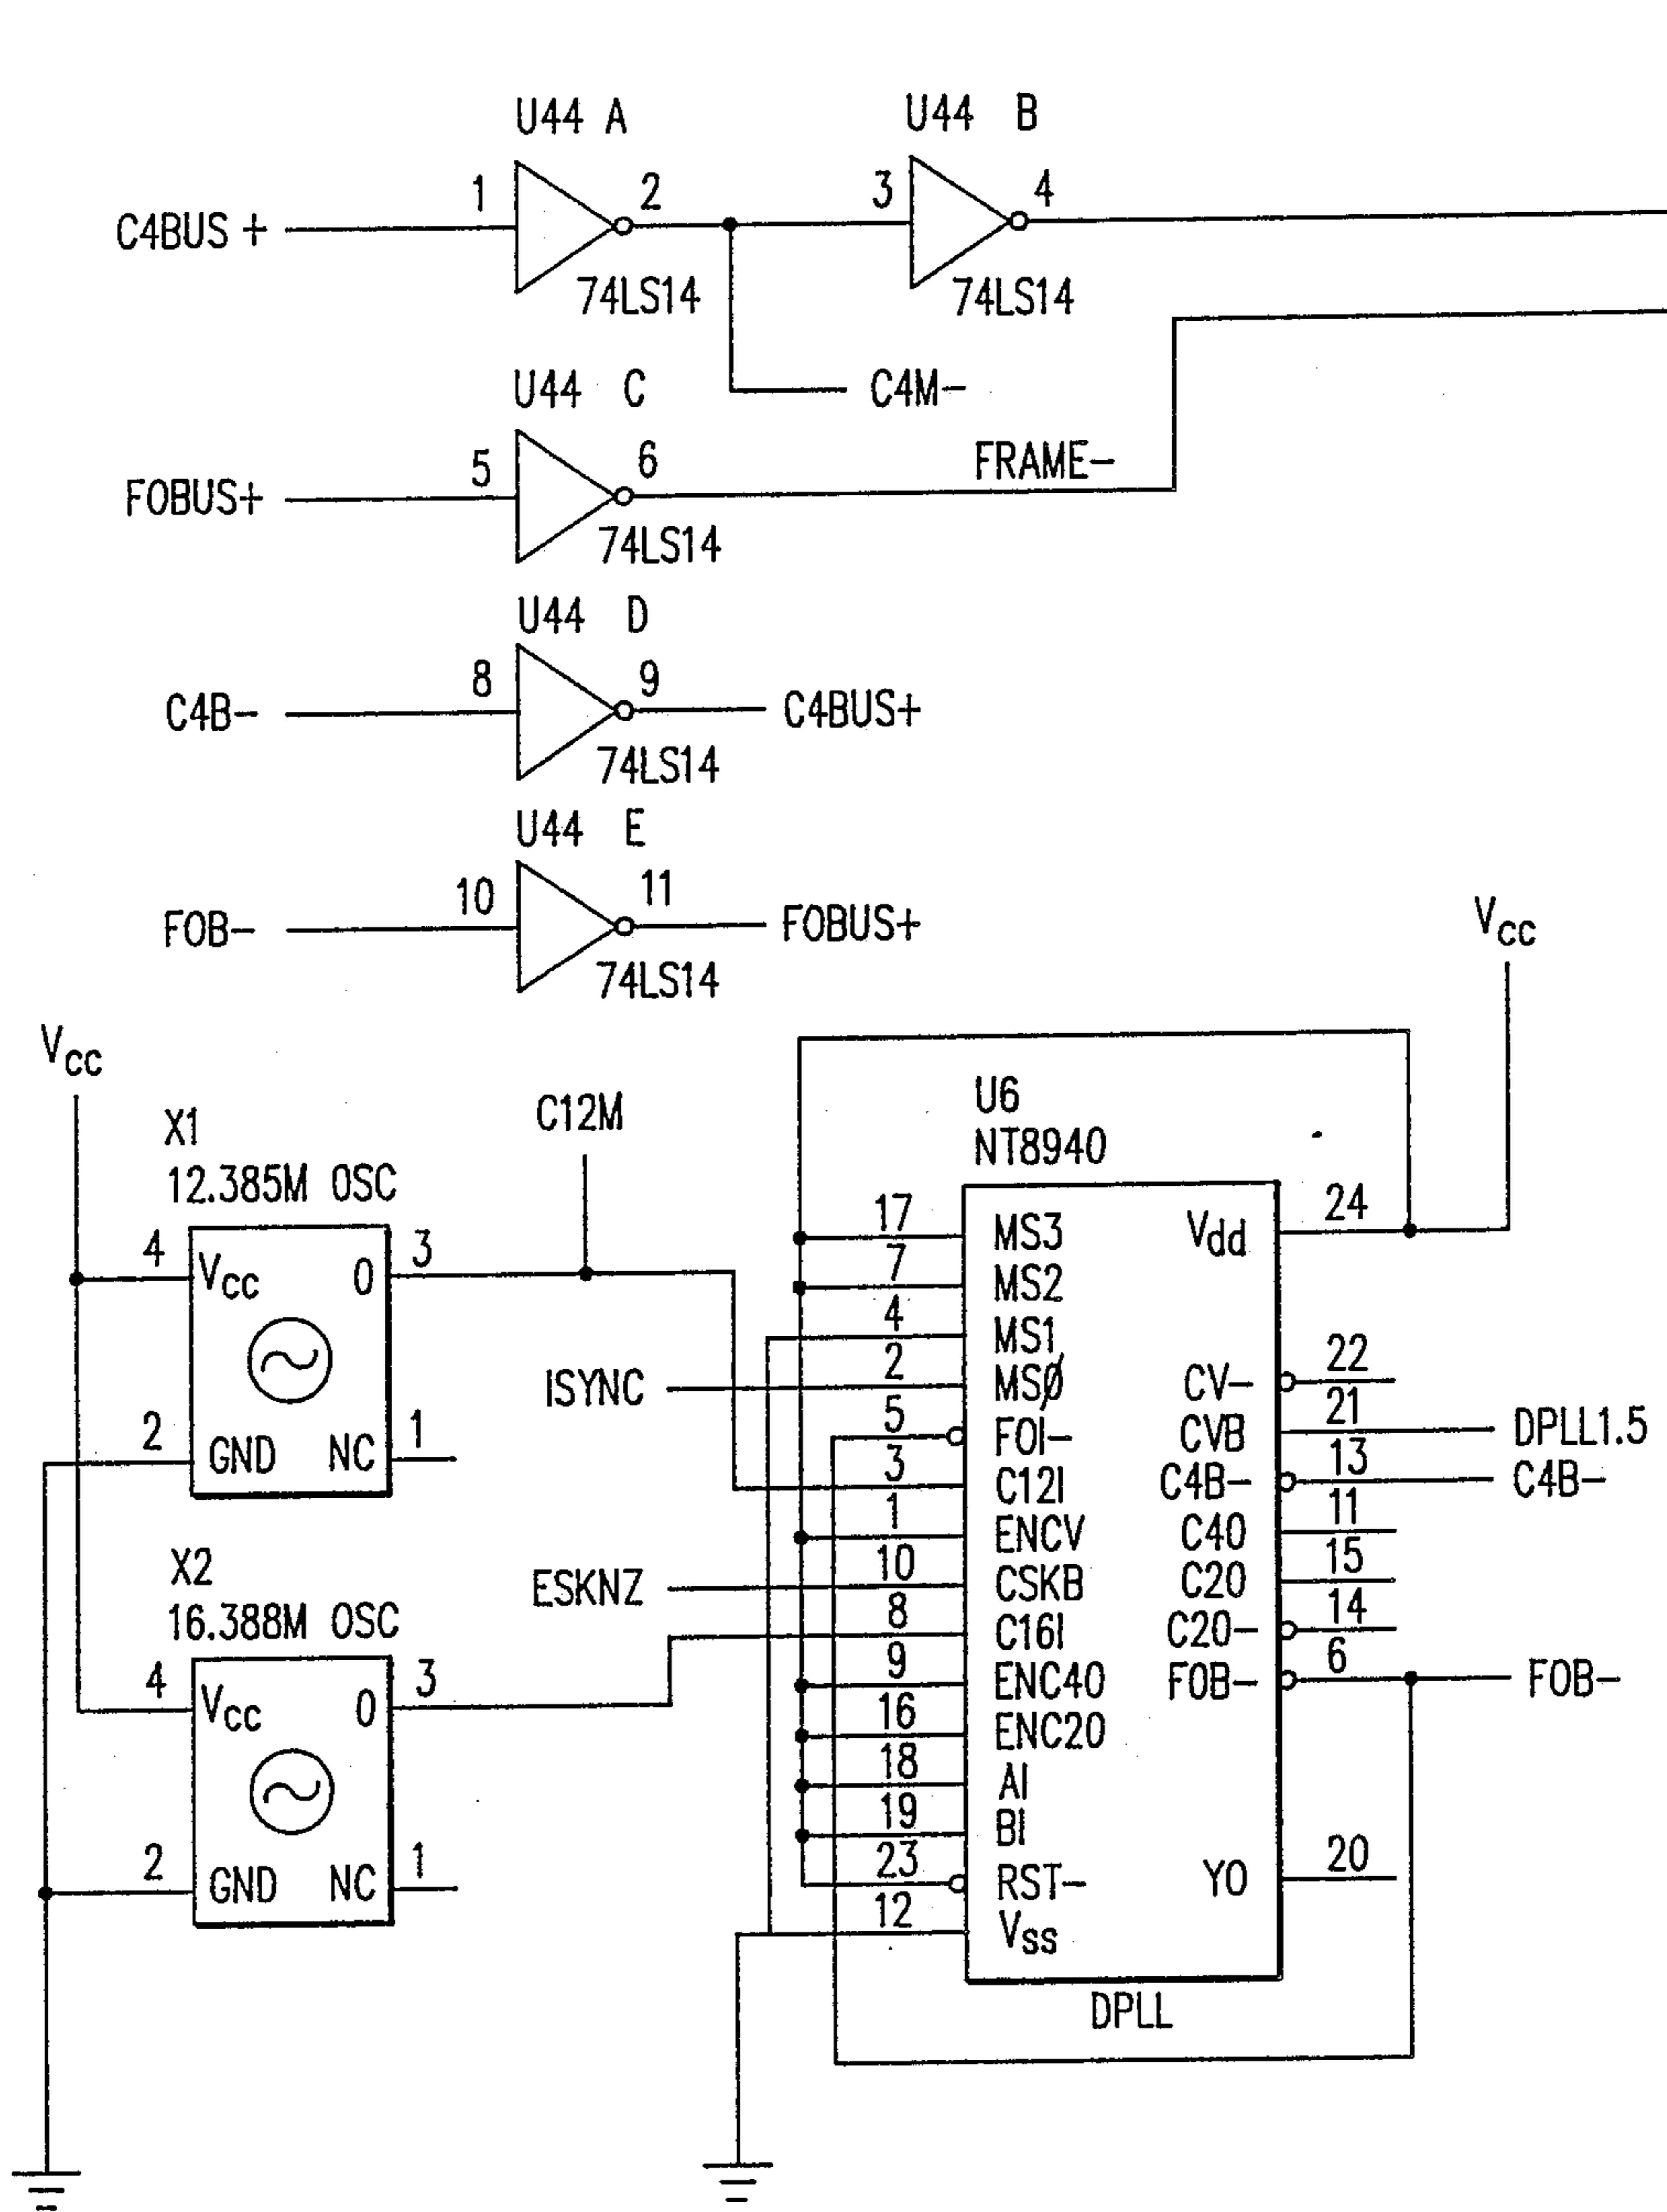 U44 A
U44 B
C4BUS +
1
2
3
4
74LS14
74LS14
C4M-
U44 C
FOBUS+
5
6
FRAME-
74LS14
U44 D
C4B-
8
9
C4BUS+
74LS14
U44 E
FOB-
10
11
FOBUS+
74LS14
Vcc
Vcc
X1
12.385M OSC
C12M
4
Vcc
O
3
2
GND
NC
1
X2
16.388M OSC
4
Vcc
O
3
2
GND
NC
1
ISYNC
ESKNZ
U6
NT8940
17 MS3
7 MS2
4 MS1
2 MSØ
5 FOI-
3 C12I
1 ENCV
10 CSKB
8 C16I
9 ENC40
16 ENC20
18 AI
19 BI
23 RST-
12 Vss
Vdd 24
CV- 22
CVB 21 DPLL1.5
C4B- 13 C4B-
C40 11
C20 15
C20- 14
FOB- 6 FOB-
YO 20
DPLL